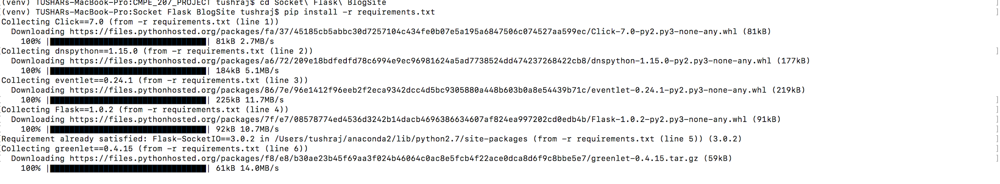 (venv) TUSHARs-MacBook-Pro:CMPE_207_PROJECT tushraj$ cd Socket\ Flask\ BlogSite
(venv) TUSHARs-MacBook-Pro:Socket Flask BlogSite tushraj$ pip install -r requirements.txt
Collecting Click==7.0 (from -r requirements.txt (line 1))
Downloading https://files.pythonhosted.org/packages/fa/37/45185cb5abbc30d7257104c434fe0b07e5a195a6847506c074527aa599ec/Click-7.0-py2.py3-none-any.whl (81kB)
100% |████████████████████████████████| 81kB 2.7MB/s
Collecting dnspython==1.15.0 (from -r requirements.txt (line 2))
Downloading https://files.pythonhosted.org/packages/a6/72/209e18bdfedfd78c6994e9ec96981624a5ad7738524dd474237268422cb8/dnspython-1.15.0-py2.py3-none-any.whl (177kB)
100% |████████████████████████████████| 184kB 5.1MB/s
Collecting eventlet==0.24.1 (from -r requirements.txt (line 3))
Downloading https://files.pythonhosted.org/packages/86/7e/96e1412f96eeb2f2eca9342dcc4d5bc9305880a448b603b0a8e54439b71c/eventlet-0.24.1-py2.py3-none-any.whl (219kB)
100% |████████████████████████████████| 225kB 11.7MB/s
Collecting Flask==1.0.2 (from -r requirements.txt (line 4))
Downloading https://files.pythonhosted.org/packages/7f/e7/08578774ed4536d3242b14dacb4696386634607af824ea997202cd0edb4b/Flask-1.0.2-py2.py3-none-any.whl (91kB)
100% |████████████████████████████████| 92kB 10.7MB/s
Requirement already satisfied: Flask-SocketIO==3.0.2 in /Users/tushraj/anaconda2/lib/python2.7/site-packages (from -r requirements.txt (line 5)) (3.0.2)
Collecting greenlet==0.4.15 (from -r requirements.txt (line 6))
Downloading https://files.pythonhosted.org/packages/f8/e8/b30ae23b45f69aa3f024b46064c0ac8e5fcb4f22ace0dca8d6f9c8bbe5e7/greenlet-0.4.15.tar.gz (59kB)
100% |████████████████████████████████| 61kB 14.0MB/s